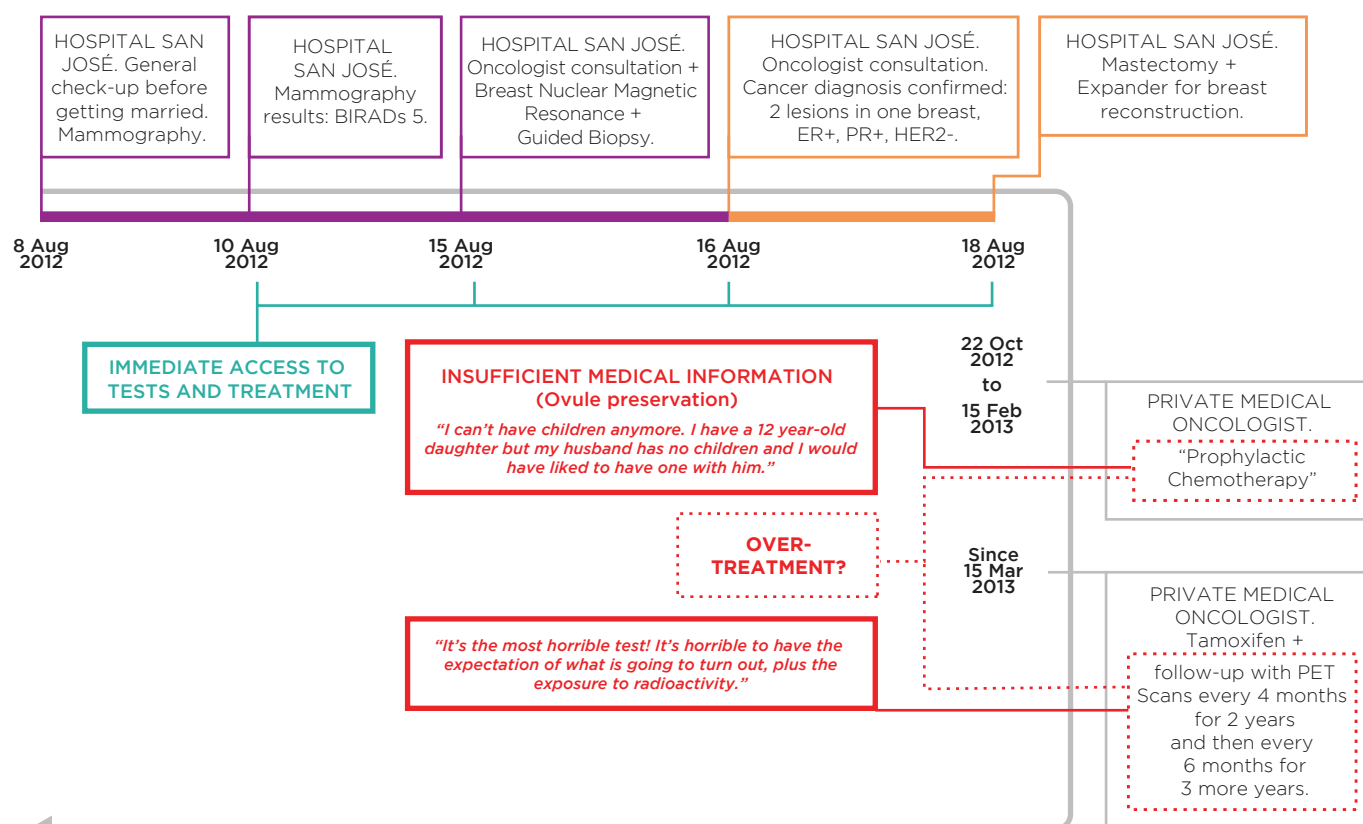 HOSPITAL SAN
JOSÉ. General
check-up before
getting married.
Mammography.
HOSPITAL
SAN JOSÉ.
Mammography
results: BIRADs 5.
HOSPITAL SAN JOSÉ.
Oncologist consultation +
Breast Nuclear Magnetic
Resonance +
Guided Biopsy.
HOSPITAL SAN JOSÉ.
Oncologist consultation.
Cancer diagnosis confirmed:
2 lesions in one breast,
ER+, PR+, HER2-.
HOSPITAL SAN JOSÉ.
Mastectomy +
Expander for breast
reconstruction.
8 Aug
2012
10 Aug
2012
15 Aug
2012
16 Aug
2012
18 Aug
2012
IMMEDIATE ACCESS TO
TESTS AND TREATMENT
INSUFFICIENT MEDICAL INFORMATION
(Ovule preservation)
“I can’t have children anymore. I have a 12 year-old
daughter but my husband has no children and I would
have liked to have one with him.”
22 Oct
2012
to
15 Feb
2013
PRIVATE MEDICAL
ONCOLOGIST.
“Prophylactic
Chemotherapy”
OVER-
TREATMENT?
Since
15 Mar
2013
PRIVATE MEDICAL
ONCOLOGIST.
Tamoxifen +
follow-up with PET
Scans every 4 months
for 2 years
and then every
6 months for
3 more years.
“It’s the most horrible test! It’s horrible to have the
expectation of what is going to turn out, plus the
exposure to radioactivity.”